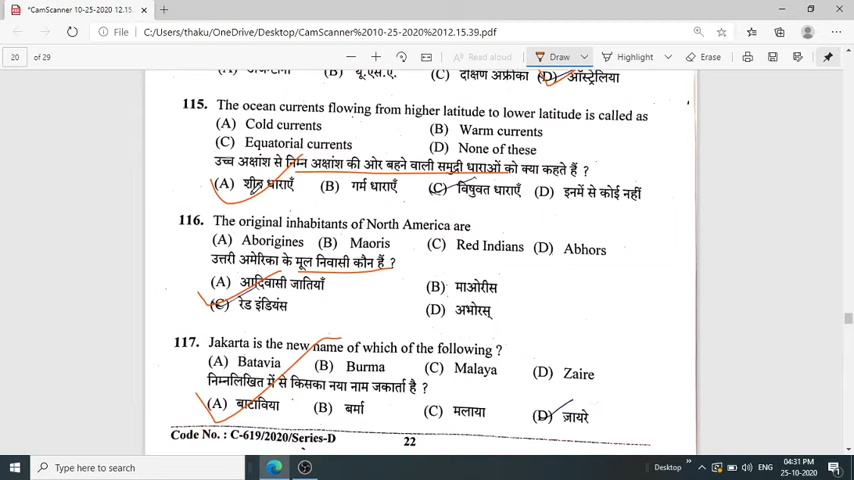 *CamScanner 10-25-2020 12.15.39.p
C:/Users/thaku/OneDrive/Desktop/CamScanner%2010-25-2020%2012.15.39.pdf
20 of 29 Read aloud Draw Highlight Erase
(B) यू.एस.ए. (C) दक्षिण अफ्रीका (D) ऑस्ट्रेलिया
115. The ocean currents flowing from higher latitude to lower latitude is called as
(A) Cold currents (B) Warm currents
(C) Equatorial currents (D) None of these
उच्च अक्षांश से निम्न अक्षांश की ओर बहने वाली समुद्री धाराओं को क्या कहते हैं ?
(A) शीत धाराएँ (B) गर्म धाराएँ (C) विषुवत धाराएँ (D) इनमें से कोई नहीं
116. The original inhabitants of North America are
(A) Aborigines (B) Maoris (C) Red Indians (D) Abhors
उत्तरी अमेरिका के मूल निवासी कौन हैं ?
(A) आदिवासी जातियाँ (B) माओरीस
(C) रेड इंडियंस (D) अभोरस्
117. Jakarta is the new name of which of the following ?
(A) Batavia (B) Burma (C) Malaya (D) Zaire
निम्नलिखित में से किसका नया नाम जकार्ता है ?
(A) बाटाविया (B) बर्मा (C) मलाया (D) ज़ायरे
Code No. : C-619/2020/Series-D 22
Type here to search Desktop ENG 04:31 PM
25-10-2020